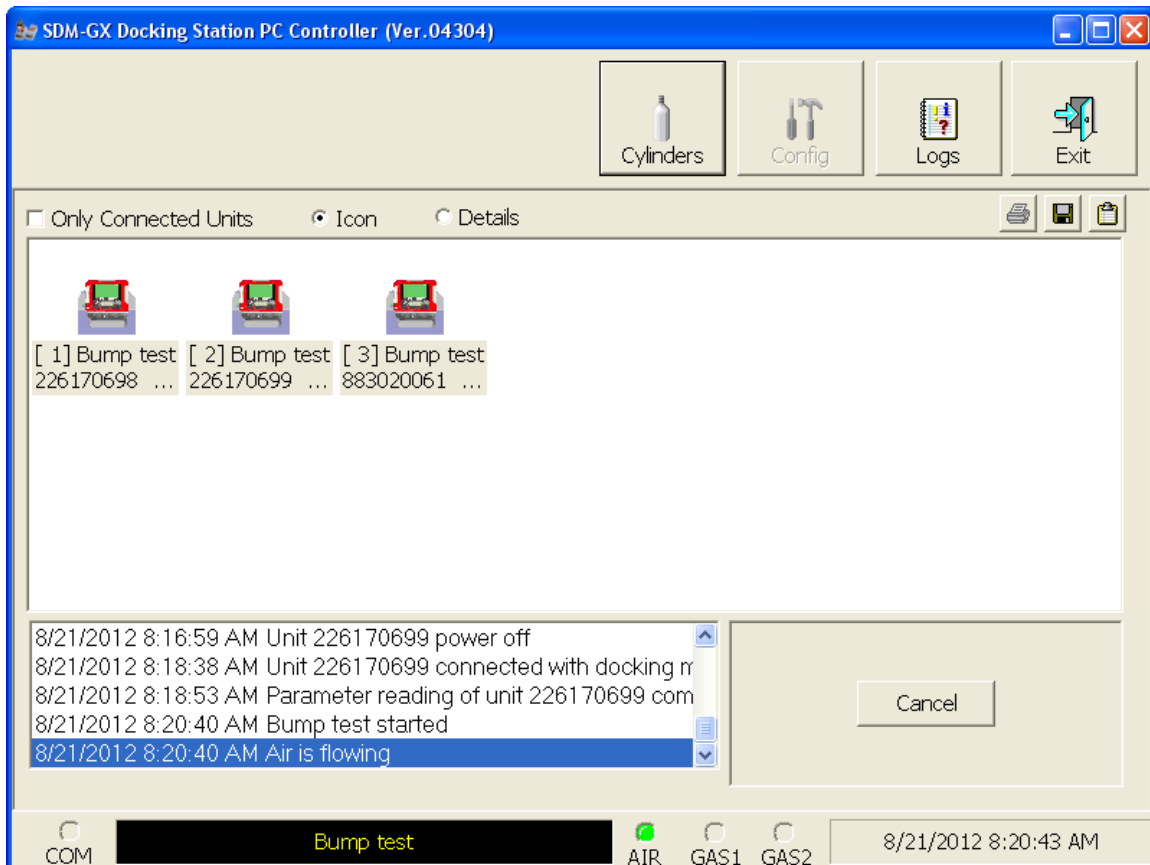 SDM-GX Docking Station PC Controller (Ver.04304)
Cylinders
Config
Logs
Exit
Only Connected Units
Icon
Details
[ 1] Bump test
226170698 ...
[ 2] Bump test
226170699 ...
[ 3] Bump test
883020061 ...
8/21/2012 8:16:59 AM Unit 226170699 power off
8/21/2012 8:18:38 AM Unit 226170699 connected with docking m
8/21/2012 8:18:53 AM Parameter reading of unit 226170699 com
8/21/2012 8:20:40 AM Bump test started
8/21/2012 8:20:40 AM Air is flowing
Cancel
COM
Bump test
AIR
GAS1
GAS2
8/21/2012 8:20:43 AM